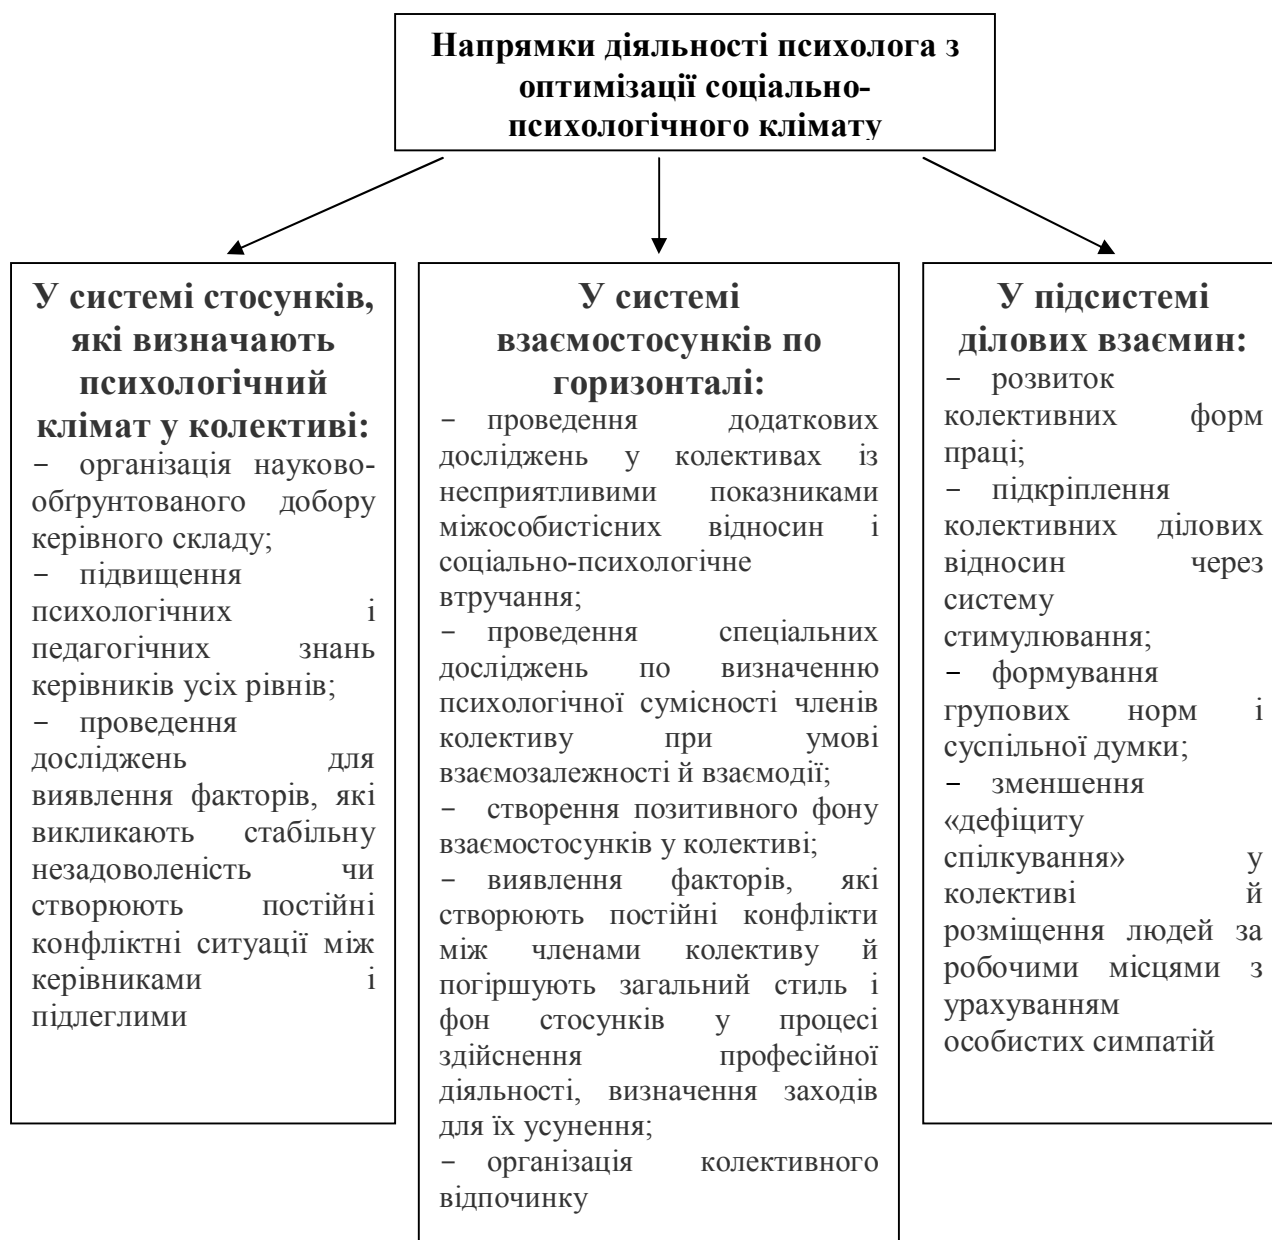 Напрямки діяльності психолога з
оптимізації соціально-
психологічного клімату
У системі стосунків,
які визначають
психологічний
клімат у колективі:
– організація науково-
обґрунтованого добору
керівного складу;
– підвищення
психологічних і
педагогічних знань
керівників усіх рівнів;
– проведення
досліджень для
виявлення факторів, які
викликають стабільну
незадоволеність чи
створюють постійні
конфліктні ситуації між
керівниками і
підлеглими
У системі
взаємостосунків по
горизонталі:
– проведення додаткових
досліджень у колективах із
несприятливими показниками
міжособистісних відносин і
соціально-психологічне
втручання;
– проведення спеціальних
досліджень по визначенню
психологічної сумісності членів
колективу при умові
взаємозалежності й взаємодії;
– створення позитивного фону
взаємостосунків у колективі;
– виявлення факторів, які
створюють постійні конфлікти
між членами колективу й
погіршують загальний стиль і
фон стосунків у процесі
здійснення професійної
діяльності, визначення заходів
для їх усунення;
– організація колективного
відпочинку
У підсистемі
ділових взаємин:
– розвиток
колективних форм
праці;
– підкріплення
колективних ділових
відносин через
систему
стимулювання;
– формування
групових норм і
суспільної думки;
– зменшення
«дефіциту
спілкування» у
колективі й
розміщення людей за
робочими місцями з
урахуванням
особистих симпатій